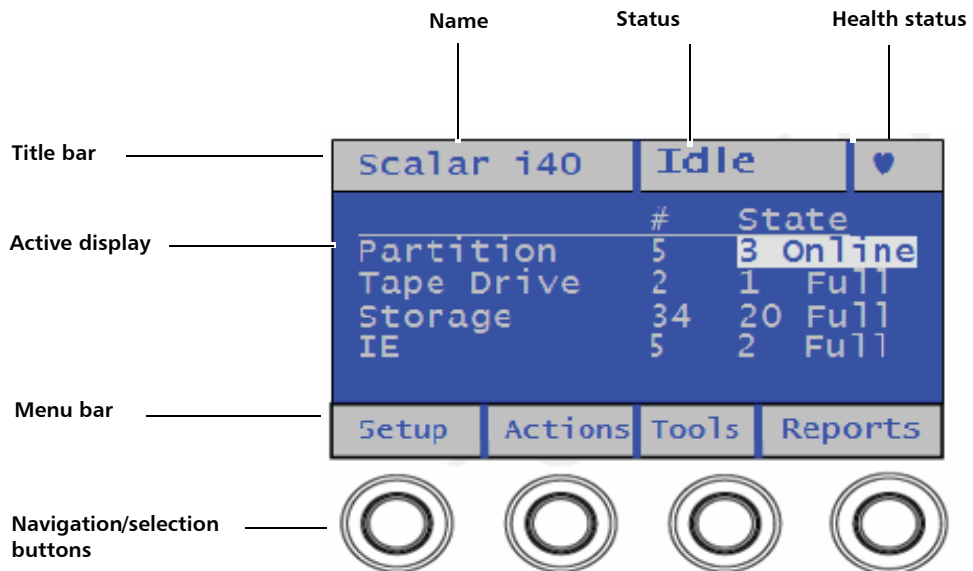 Name
Status
Health status
Title bar
Scalar i40
Idle
Active display
# State
Partition 5 3 Online
Tape Drive 2 1 Full
Storage 34 20 Full
IE 5 2 Full
Menu bar
Setup Actions Tools Reports
Navigation/selection
buttons